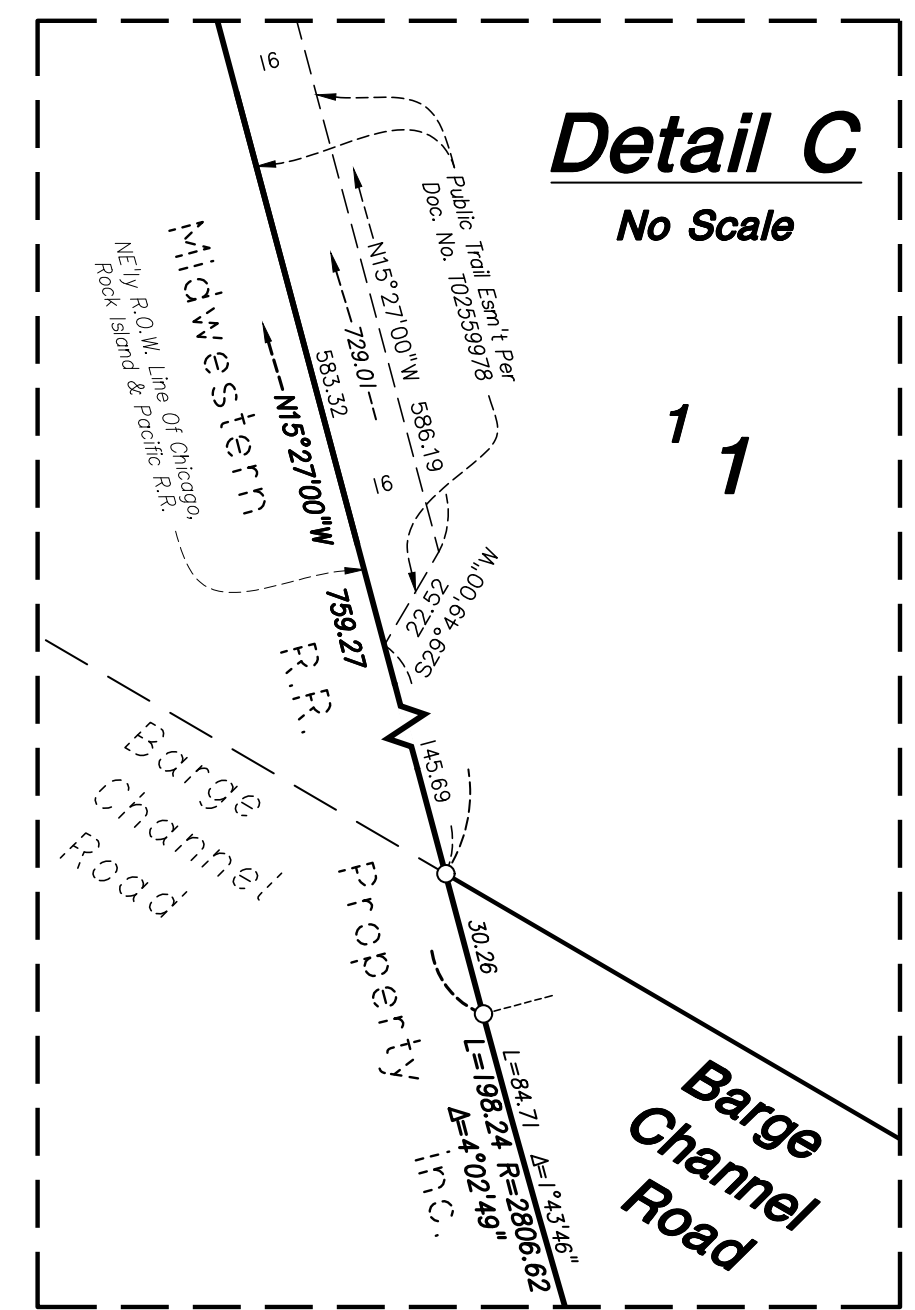 Detail C
No Scale
16
Public Trail Esm't Per
Doc. No. T02559978
N15°27'00"W 586.19
729.01
583.32
16
N15°27'00"W 759.27
NE'ly R.O.W. Line Of Chicago,
Rock Island & Pacific R.R.
Midwestern
R.R.
Property
inc.
1
1
22.52
S29°49'00"W
145.69
Barge
Channel
Road
30.26
L=84.71 Δ=1°43'46"
L=198.24 R=2806.62
Δ=4°02'49"
Barge
Channel
Road